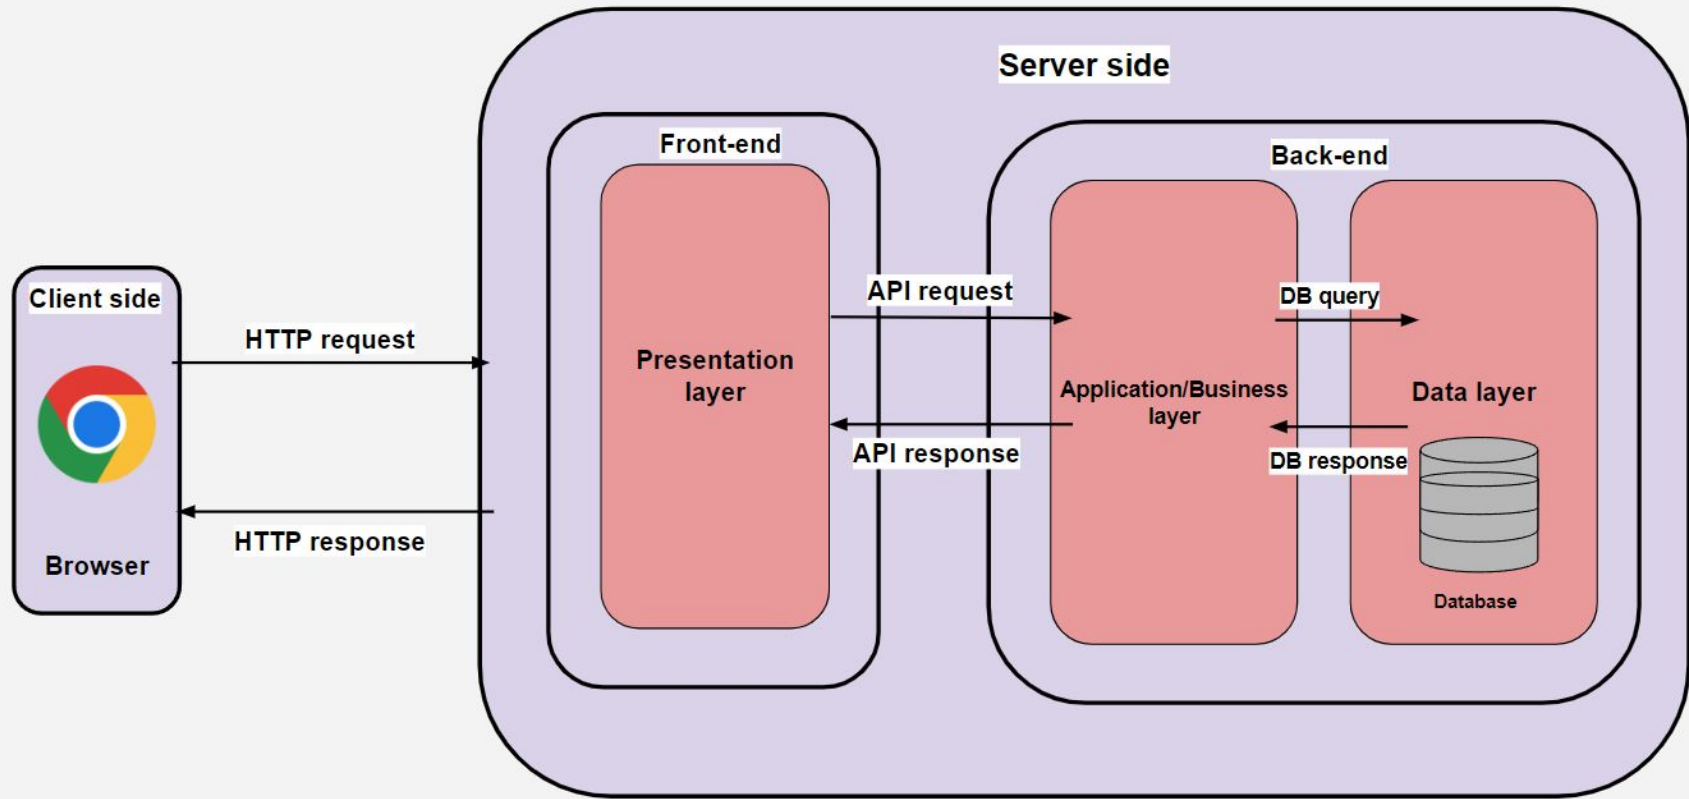 Server side
Front-end
Back-end
Client side
API request
DB query
HTTP request
Presentation
layer
Application/Business
layer
Data layer
API response
DB response
HTTP response
Browser
Database